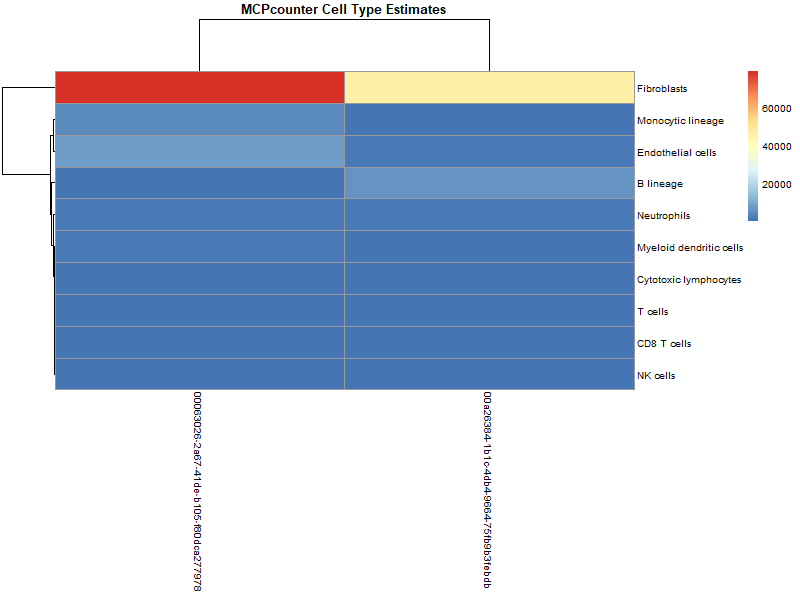 MCPcounter Cell Type Estimates
Fibroblasts
Monocytic lineage
Endothelial cells
B lineage
Neutrophils
Myeloid dendritic cells
Cytotoxic lymphocytes
T cells
CD8 T cells
NK cells
60000
40000
20000
00063026-2a67-41de-b105-f80dca277978
00a26384-1b1c-4db4-9664-75fb9b3febdb